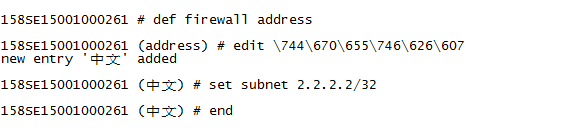 158SE15001000261 # def firewall address
158SE15001000261 (address) # edit \744\670\655\746\626\607
new entry '中文' added
158SE15001000261 (中文) # set subnet 2.2.2.2/32
158SE15001000261 (中文) # end